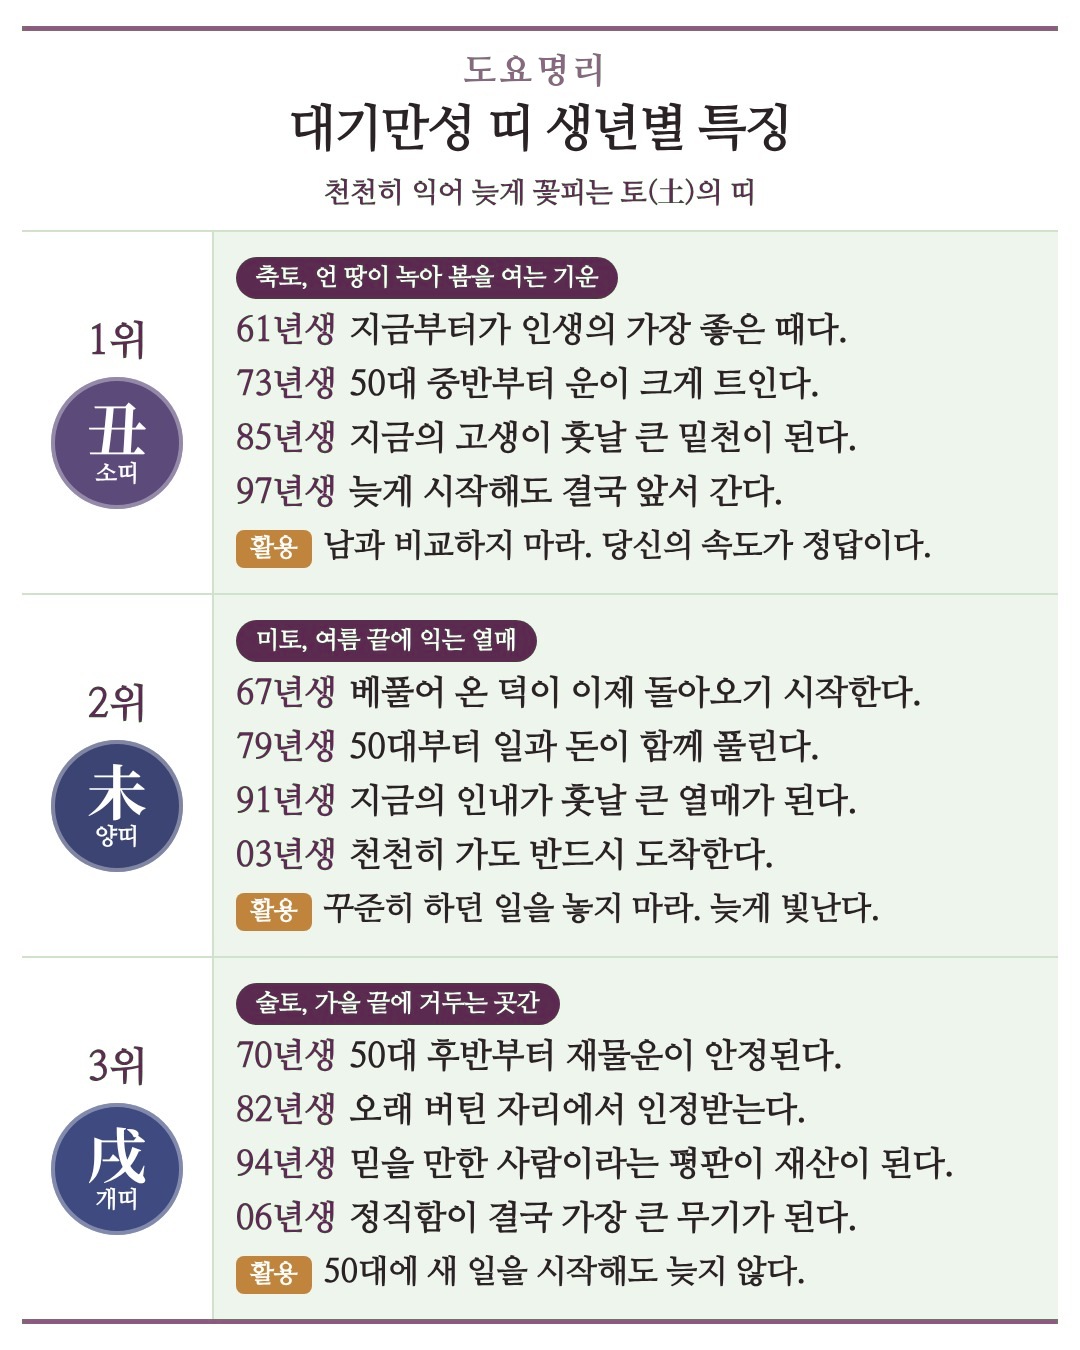 도요명리
대기만성 띠 생년별 특징
천천히 익어 늦게 꽃피는 토(土)의 띠
1위
丑
소띠
축토, 언 땅이 녹아 봄을 여는 기운
61년생 지금부터가 인생의 가장 좋은 때다.
73년생 50대 중반부터 운이 크게 트인다.
85년생 지금의 고생이 훗날 큰 밑천이 된다.
97년생 늦게 시작해도 결국 앞서 간다.
활용 남과 비교하지 마라. 당신의 속도가 정답이다.
2위
未
양띠
미토, 여름 끝에 익는 열매
67년생 베풀어 온 덕이 이제 돌아오기 시작한다.
79년생 50대부터 일과 돈이 함께 풀린다.
91년생 지금의 인내가 훗날 큰 열매가 된다.
03년생 천천히 가도 반드시 도착한다.
활용 꾸준히 하던 일을 놓지 마라. 늦게 빛난다.
3위
戌
개띠
술토, 가을 끝에 거두는 곳간
70년생 50대 후반부터 재물운이 안정된다.
82년생 오래 버틴 자리에서 인정받는다.
94년생 믿을 만한 사람이라는 평판이 재산이 된다.
06년생 정직함이 결국 가장 큰 무기가 된다.
활용 50대에 새 일을 시작해도 늦지 않다.